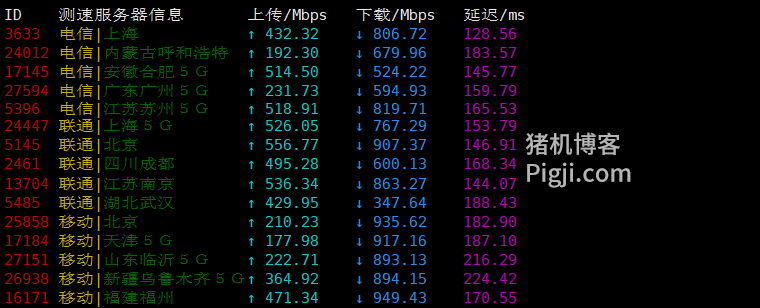 ID 测速服务器信息 上传/Mbps 下载/Mbps 延迟/ms
3633 电信|上海 ↑ 432.32 ↓ 806.72 128.56
24012 电信|内蒙古呼和浩特 ↑ 192.30 ↓ 679.96 183.57
17145 电信|安徽合肥５Ｇ ↑ 514.50 ↓ 524.22 145.77
27594 电信|广东广州５Ｇ ↑ 231.73 ↓ 594.93 159.79
5396 电信|江苏苏州５Ｇ ↑ 518.91 ↓ 819.71 165.53
24447 联通|上海５Ｇ ↑ 526.05 ↓ 767.29 153.79
5145 联通|北京 ↑ 556.77 ↓ 907.37 146.91
2461 联通|四川成都 ↑ 495.28 ↓ 600.13 168.34
13704 联通|江苏南京 ↑ 536.34 ↓ 863.27 144.07
5485 联通|湖北武汉 ↑ 429.95 ↓ 347.64 188.43
25858 移动|北京 ↑ 210.23 ↓ 935.62 182.90
17184 移动|天津５Ｇ ↑ 177.98 ↓ 917.16 187.10
27151 移动|山东临沂５Ｇ ↑ 222.71 ↓ 893.13 216.29
26938 移动|新疆乌鲁木齐５Ｇ ↑ 364.92 ↓ 894.15 224.42
16171 移动|福建福州 ↑ 471.34 ↓ 949.43 170.55
猪机博客
Pigji.com